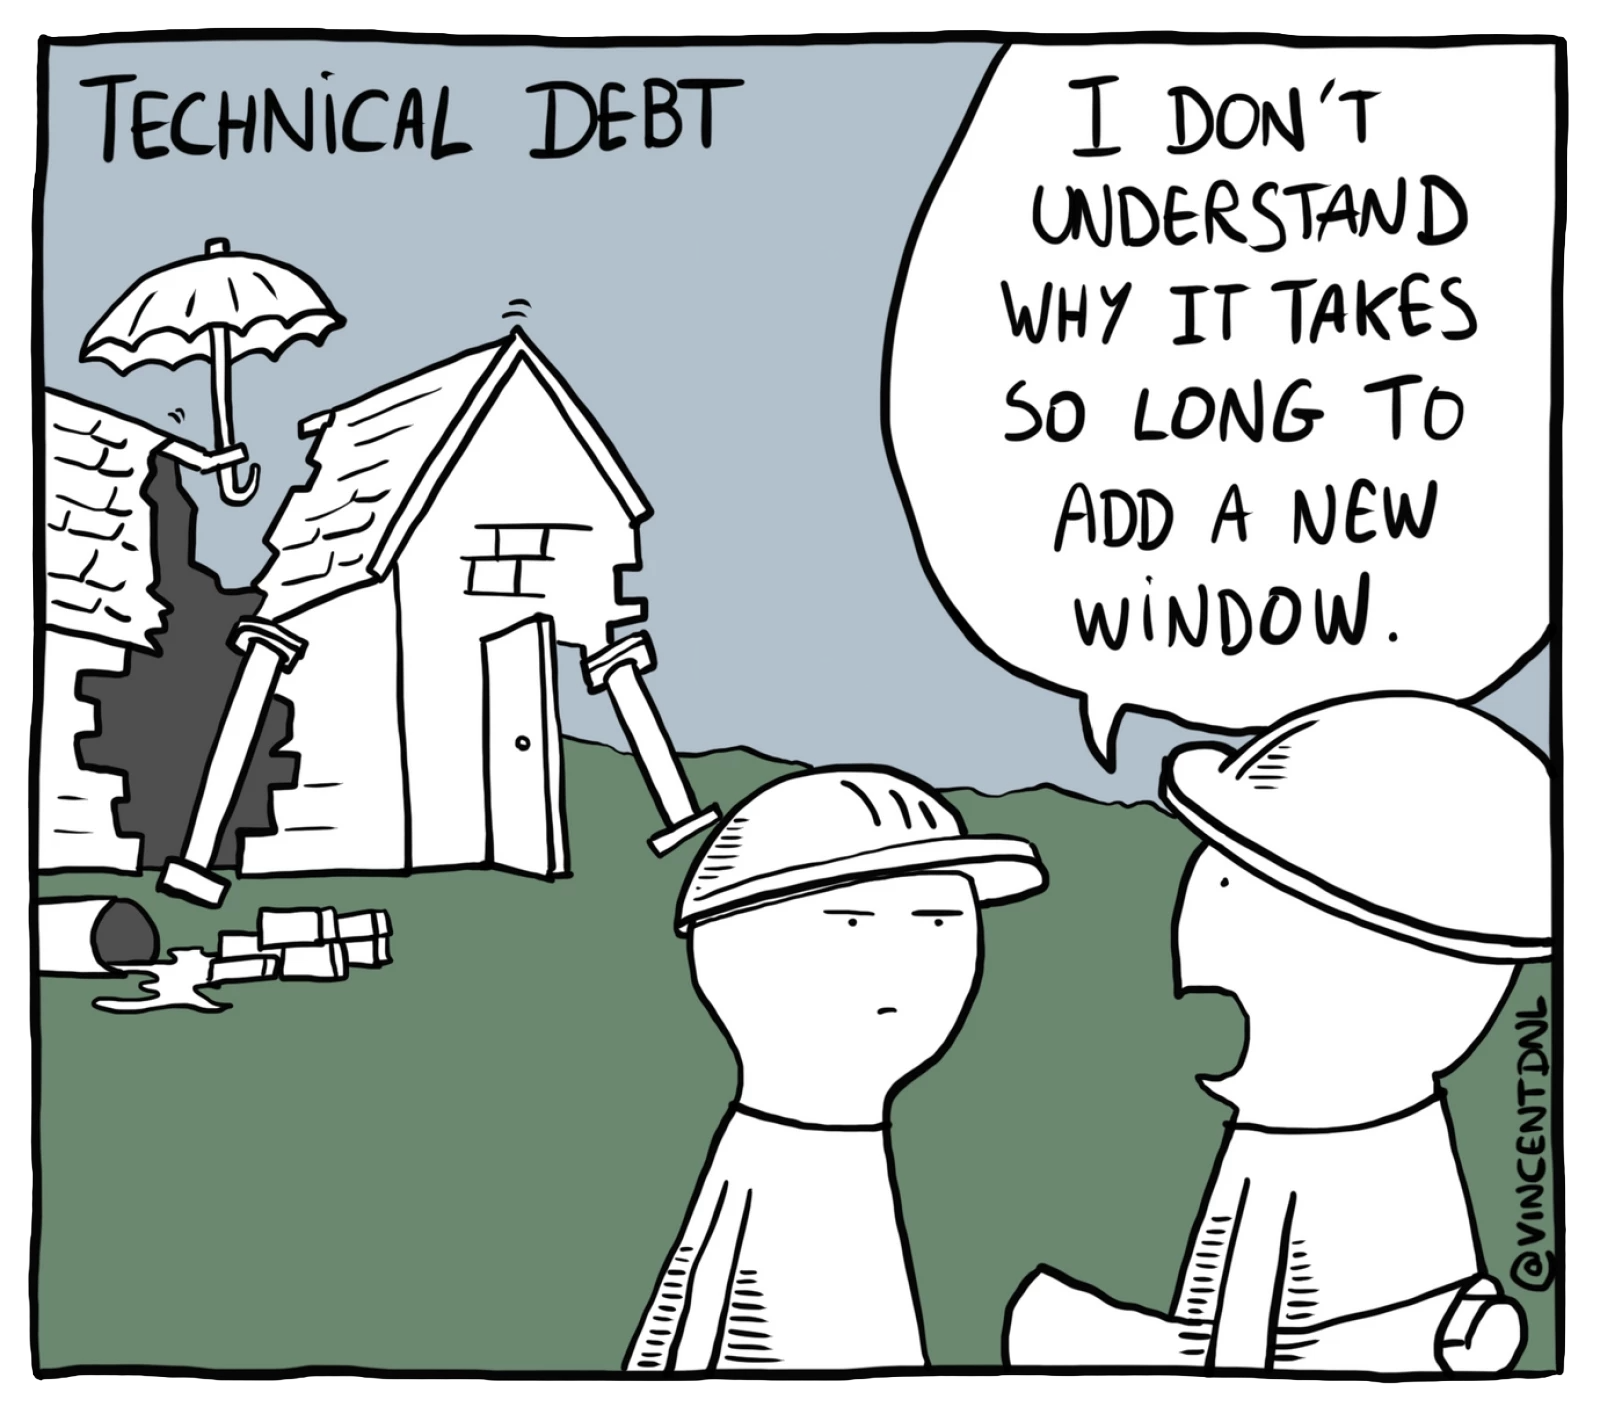 TECHNICAL DEBT
I DON'T
UNDERSTAND
WHY IT TAKES
SO LONG TO
ADD A NEW
WINDOW.
@VINCENTDNL